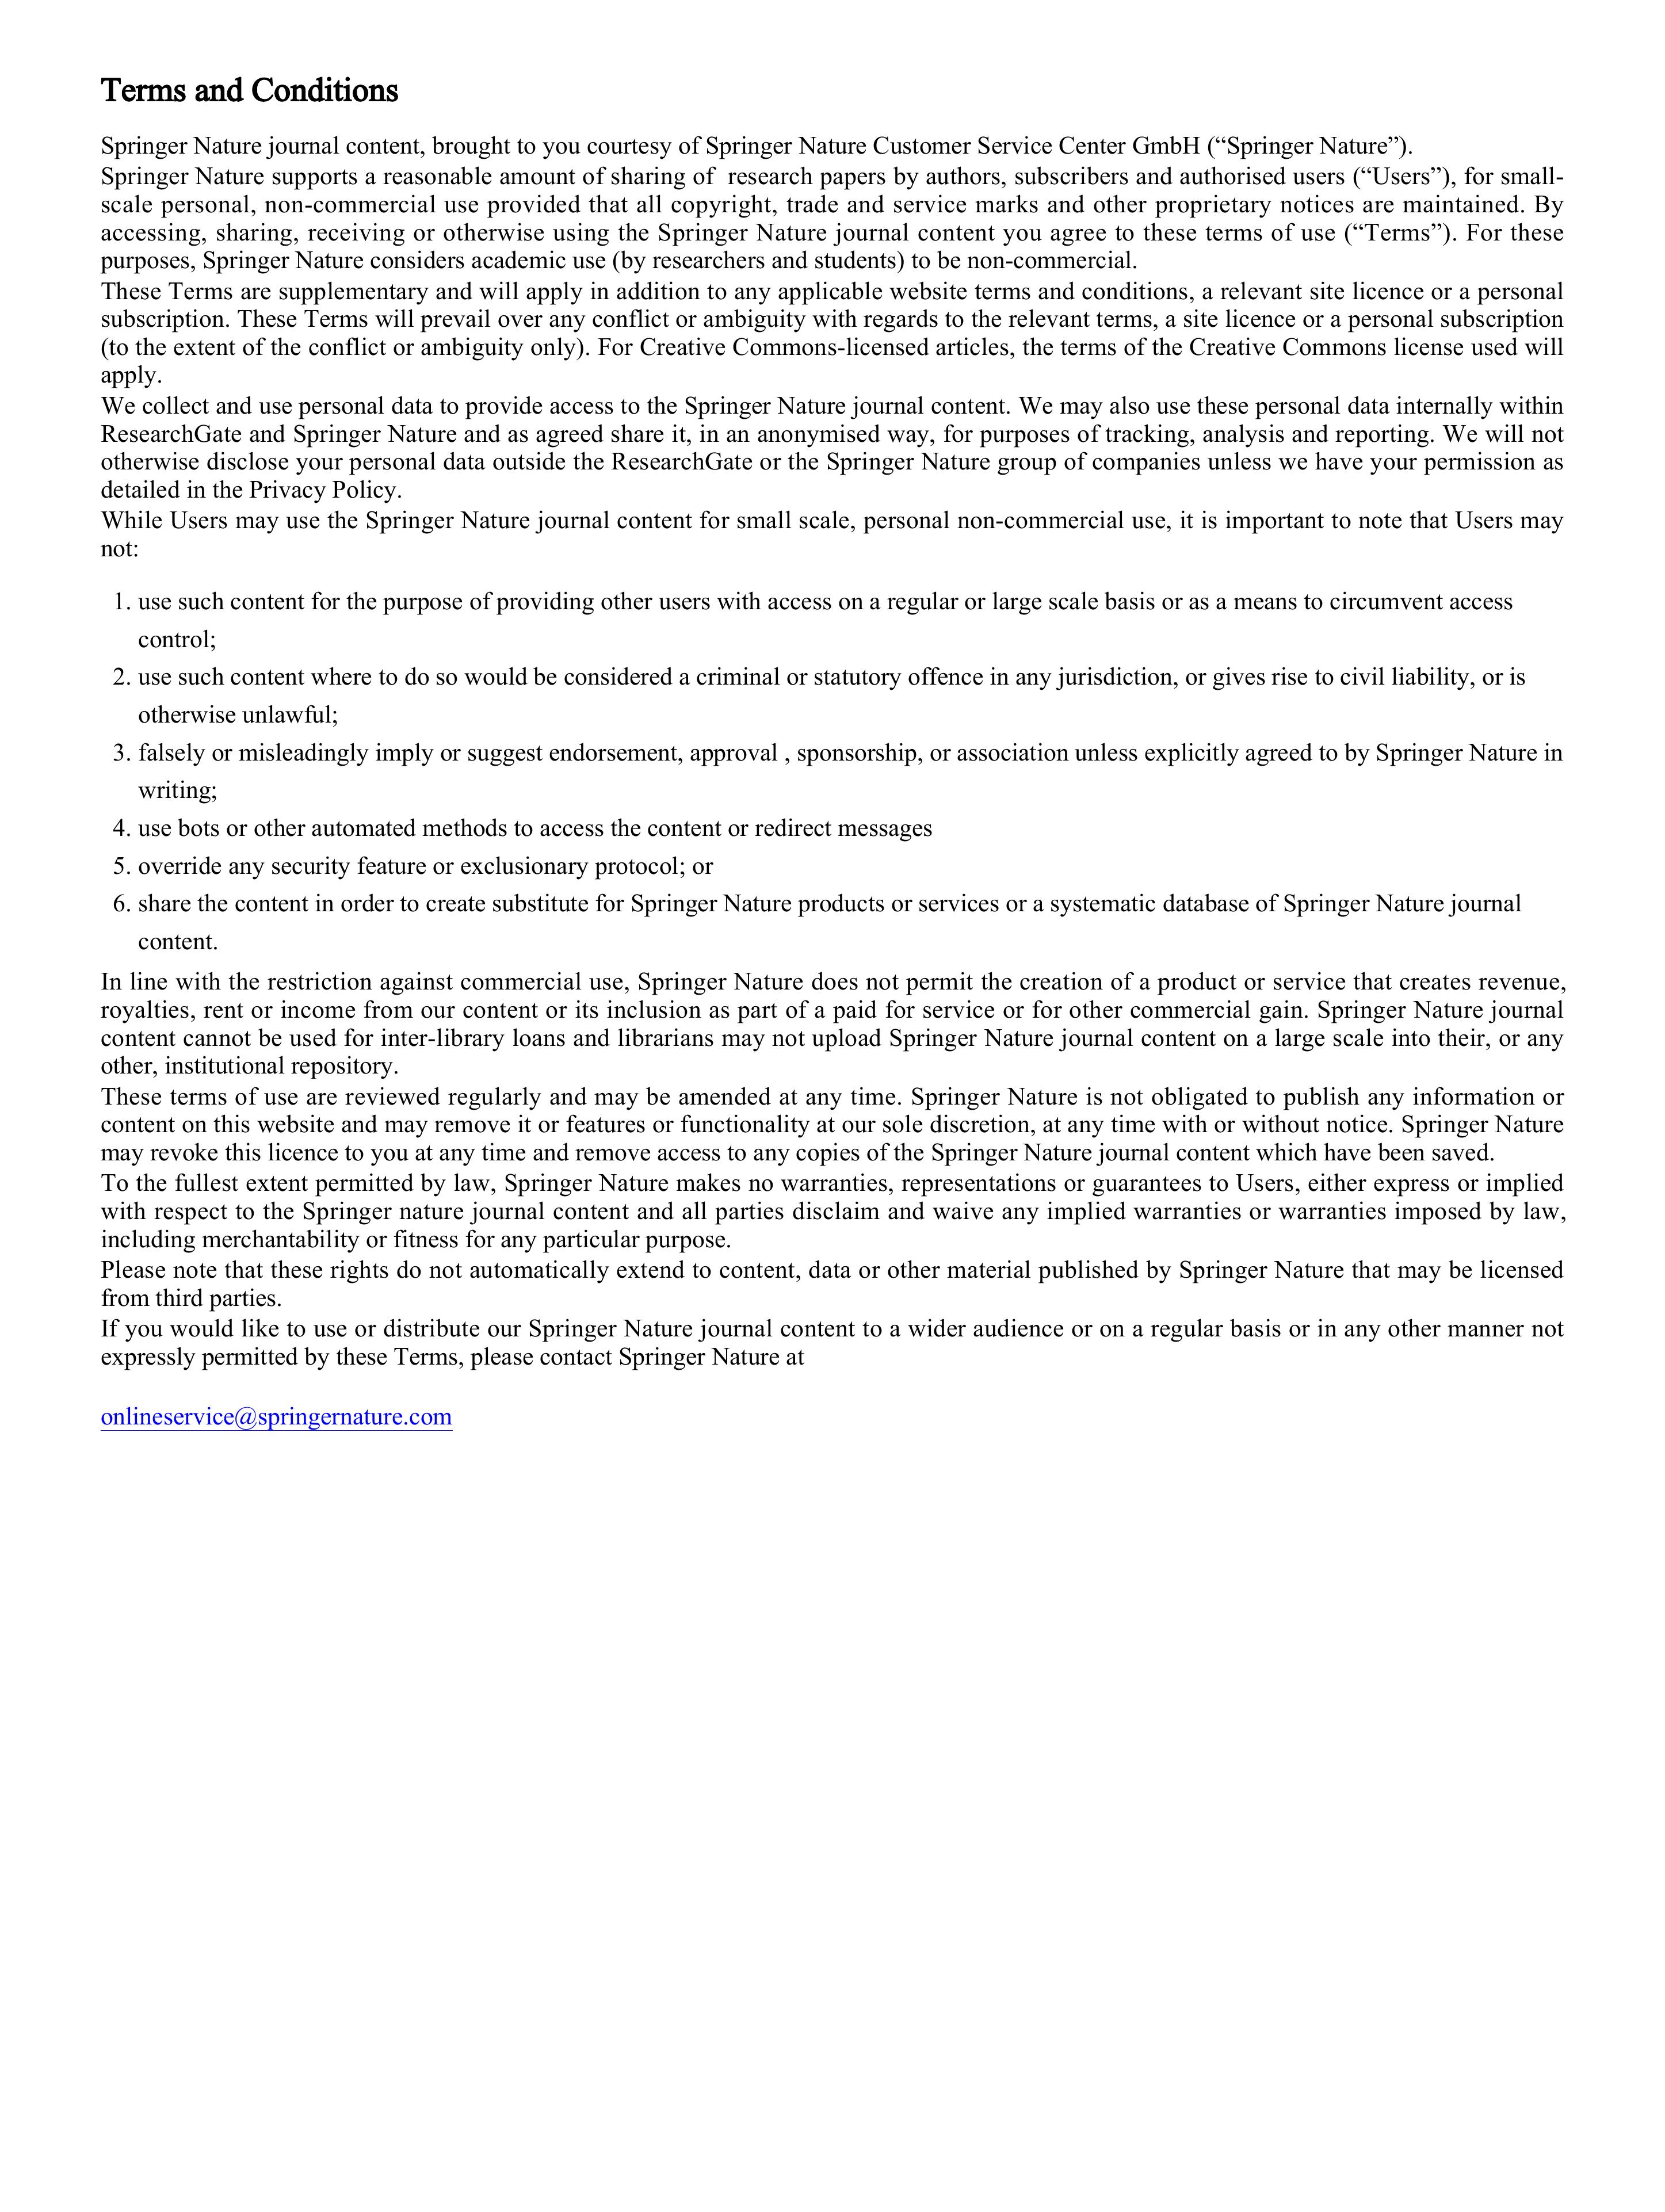 Terms and Conditions
Springer Nature journal content, brought to you courtesy of Springer Nature Customer Service Center GmbH (“Springer Nature”).
Springer Nature supports a reasonable amount of sharing of  research papers by authors, subscribers and authorised users (“Users”), for small-
scale personal, non-commercial use provided that all copyright, trade and service marks and other proprietary notices are maintained. By
accessing, sharing, receiving or otherwise using the Springer Nature journal content you agree to these terms of use (“Terms”). For these
purposes, Springer Nature considers academic use (by researchers and students) to be non-commercial.
These Terms are supplementary and will apply in addition to any applicable website terms and conditions, a relevant site licence or a personal
subscription. These Terms will prevail over any conflict or ambiguity with regards to the relevant terms, a site licence or a personal subscription
(to the extent of the conflict or ambiguity only). For Creative Commons-licensed articles, the terms of the Creative Commons license used will
apply.
We collect and use personal data to provide access to the Springer Nature journal content. We may also use these personal data internally within
ResearchGate and Springer Nature and as agreed share it, in an anonymised way, for purposes of tracking, analysis and reporting. We will not
otherwise disclose your personal data outside the ResearchGate or the Springer Nature group of companies unless we have your permission as
detailed in the Privacy Policy.
While Users may use the Springer Nature journal content for small scale, personal non-commercial use, it is important to note that Users may
not:
1. use such content for the purpose of providing other users with access on a regular or large scale basis or as a means to circumvent access
control;
2. use such content where to do so would be considered a criminal or statutory offence in any jurisdiction, or gives rise to civil liability, or is
otherwise unlawful;
3. falsely or misleadingly imply or suggest endorsement, approval , sponsorship, or association unless explicitly agreed to by Springer Nature in
writing;
4. use bots or other automated methods to access the content or redirect messages
5. override any security feature or exclusionary protocol; or
6. share the content in order to create substitute for Springer Nature products or services or a systematic database of Springer Nature journal
content.
In line with the restriction against commercial use, Springer Nature does not permit the creation of a product or service that creates revenue,
royalties, rent or income from our content or its inclusion as part of a paid for service or for other commercial gain. Springer Nature journal
content cannot be used for inter-library loans and librarians may not upload Springer Nature journal content on a large scale into their, or any
other, institutional repository.
These terms of use are reviewed regularly and may be amended at any time. Springer Nature is not obligated to publish any information or
content on this website and may remove it or features or functionality at our sole discretion, at any time with or without notice. Springer Nature
may revoke this licence to you at any time and remove access to any copies of the Springer Nature journal content which have been saved.
To the fullest extent permitted by law, Springer Nature makes no warranties, representations or guarantees to Users, either express or implied
with respect to the Springer nature journal content and all parties disclaim and waive any implied warranties or warranties imposed by law,
including merchantability or fitness for any particular purpose.
Please note that these rights do not automatically extend to content, data or other material published by Springer Nature that may be licensed
from third parties.
If you would like to use or distribute our Springer Nature journal content to a wider audience or on a regular basis or in any other manner not
expressly permitted by these Terms, please contact Springer Nature at
onlineservice@springernature.com